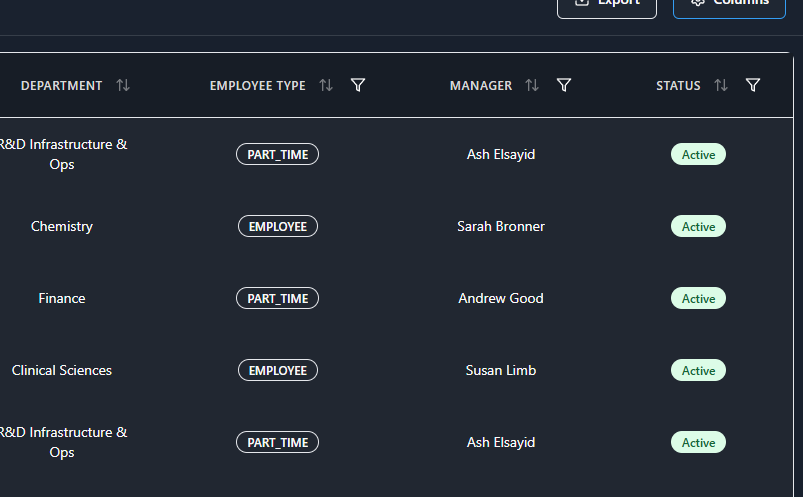 Export Columns
DEPARTMENT EMPLOYEE TYPE MANAGER STATUS
R&D Infrastructure &
Ops PART_TIME Ash Elsayid Active
Chemistry EMPLOYEE Sarah Bronner Active
Finance PART_TIME Andrew Good Active
Clinical Sciences EMPLOYEE Susan Limb Active
R&D Infrastructure &
Ops PART_TIME Ash Elsayid Active